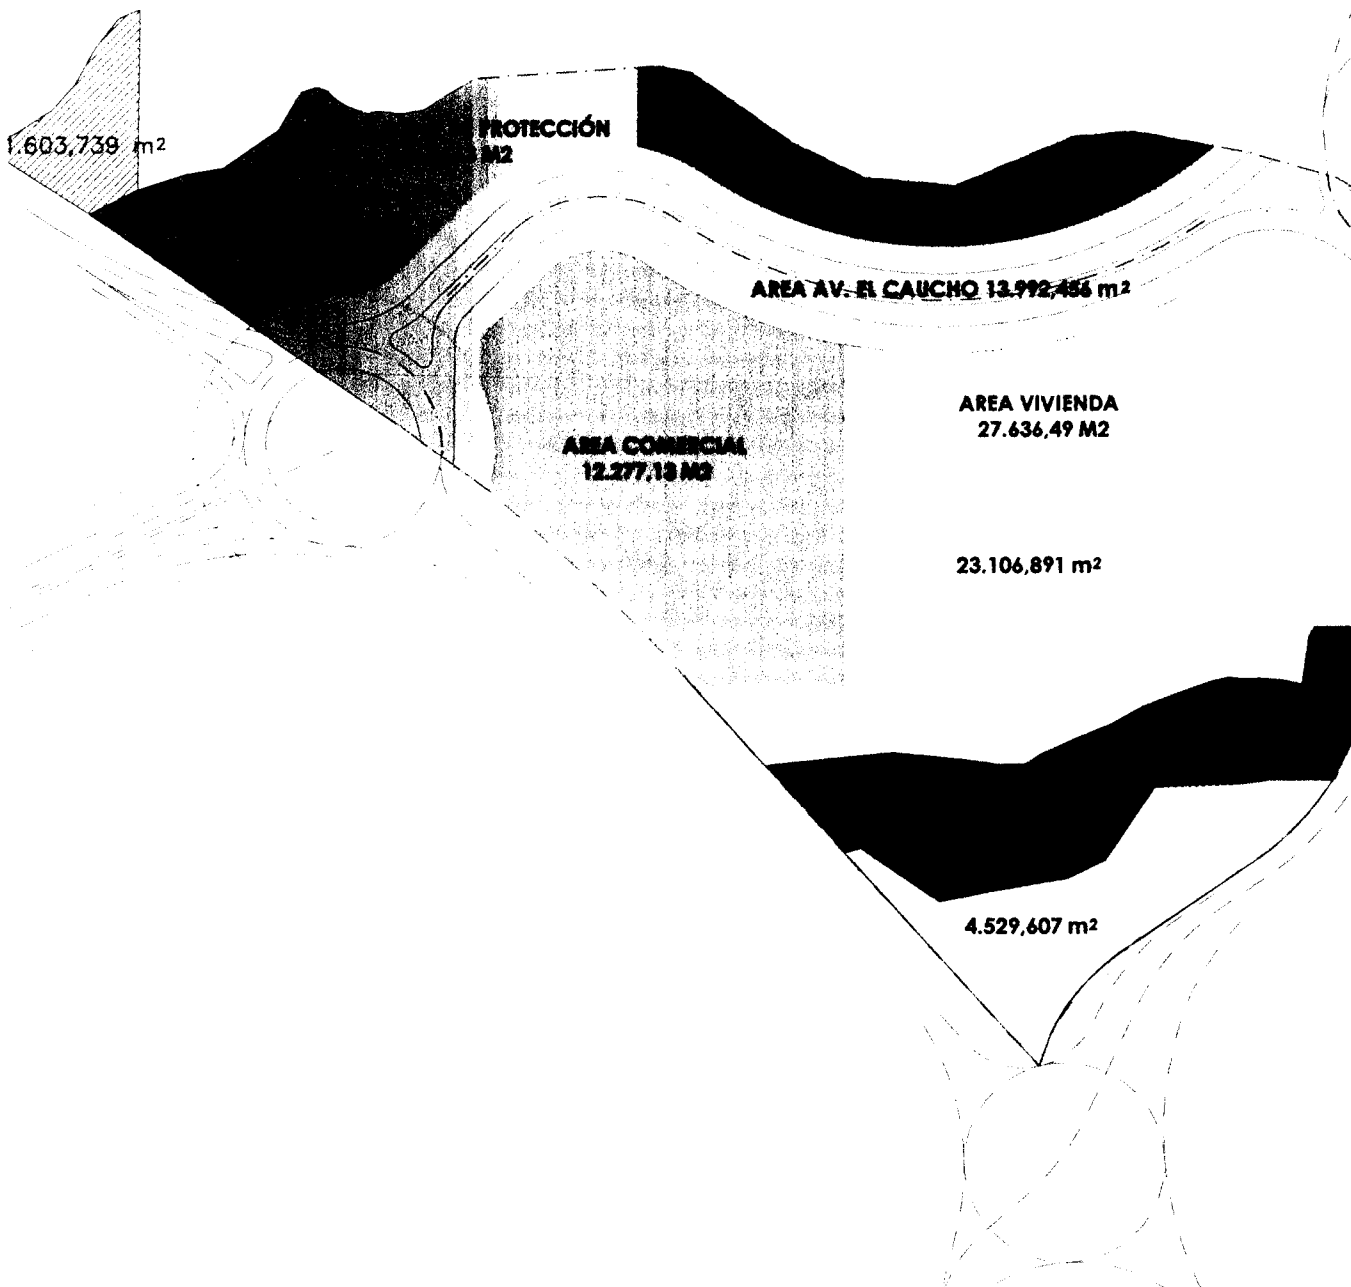 1.603,739 m²
PROTECCIÓN
M2
AREA AV. EL CAUCHO 13.992,456 m²
AREA VIVIENDA
27.636,49 M2
AREA COMERCIAL
12.277,13 M2
23.106,891 m²
4.529,607 m²